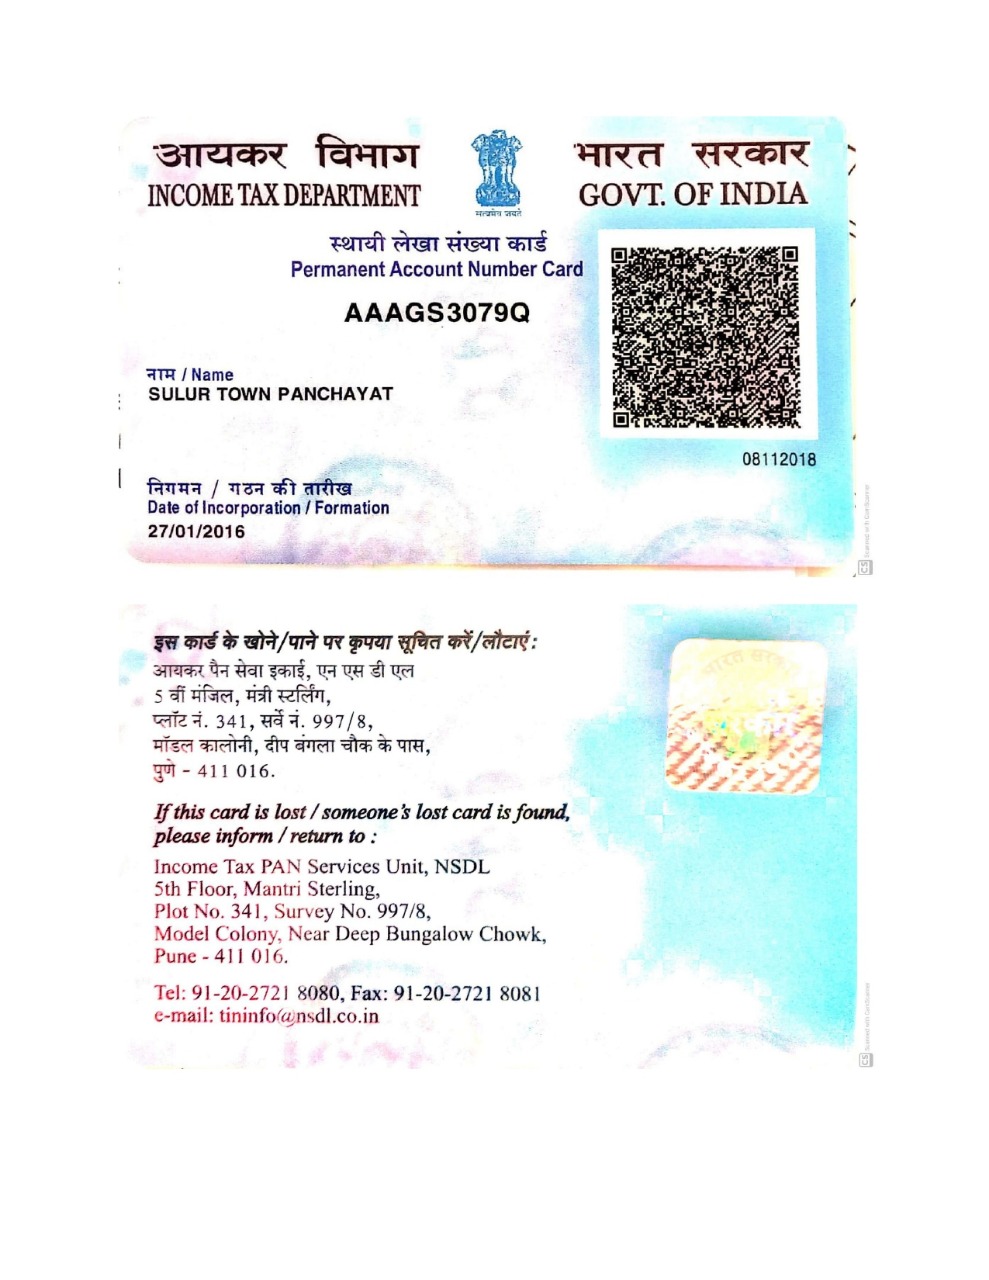 आयकर विभाग
INCOME TAX DEPARTMENT
सत्यमेव जयते
भारत सरकार
GOVT. OF INDIA
स्थायी लेखा संख्या कार्ड
Permanent Account Number Card
AAAGS3079Q
नाम / Name
SULUR TOWN PANCHAYAT
08112018
निगमन / गठन की तारीख
Date of Incorporation / Formation
27/01/2016
CS Scanned with CamScanner
इस कार्ड के खोने/पाने पर कृपया सूचित करें/लौटाएं:
आयकर पैन सेवा इकाई, एन एस डी एल
5 वीं मंजिल, मंत्री स्टर्लिंग,
प्लॉट नं. 341, सर्वे नं. 997/8,
मॉडल कालोनी, दीप बंगला चौक के पास,
पुणे - 411 016.
If this card is lost / someone's lost card is found,
please inform / return to :
Income Tax PAN Services Unit, NSDL
5th Floor, Mantri Sterling,
Plot No. 341, Survey No. 997/8,
Model Colony, Near Deep Bungalow Chowk,
Pune - 411 016.
Tel: 91-20-2721 8080, Fax: 91-20-2721 8081
e-mail: tininfo@nsdl.co.in
CS Scanned with CamScanner